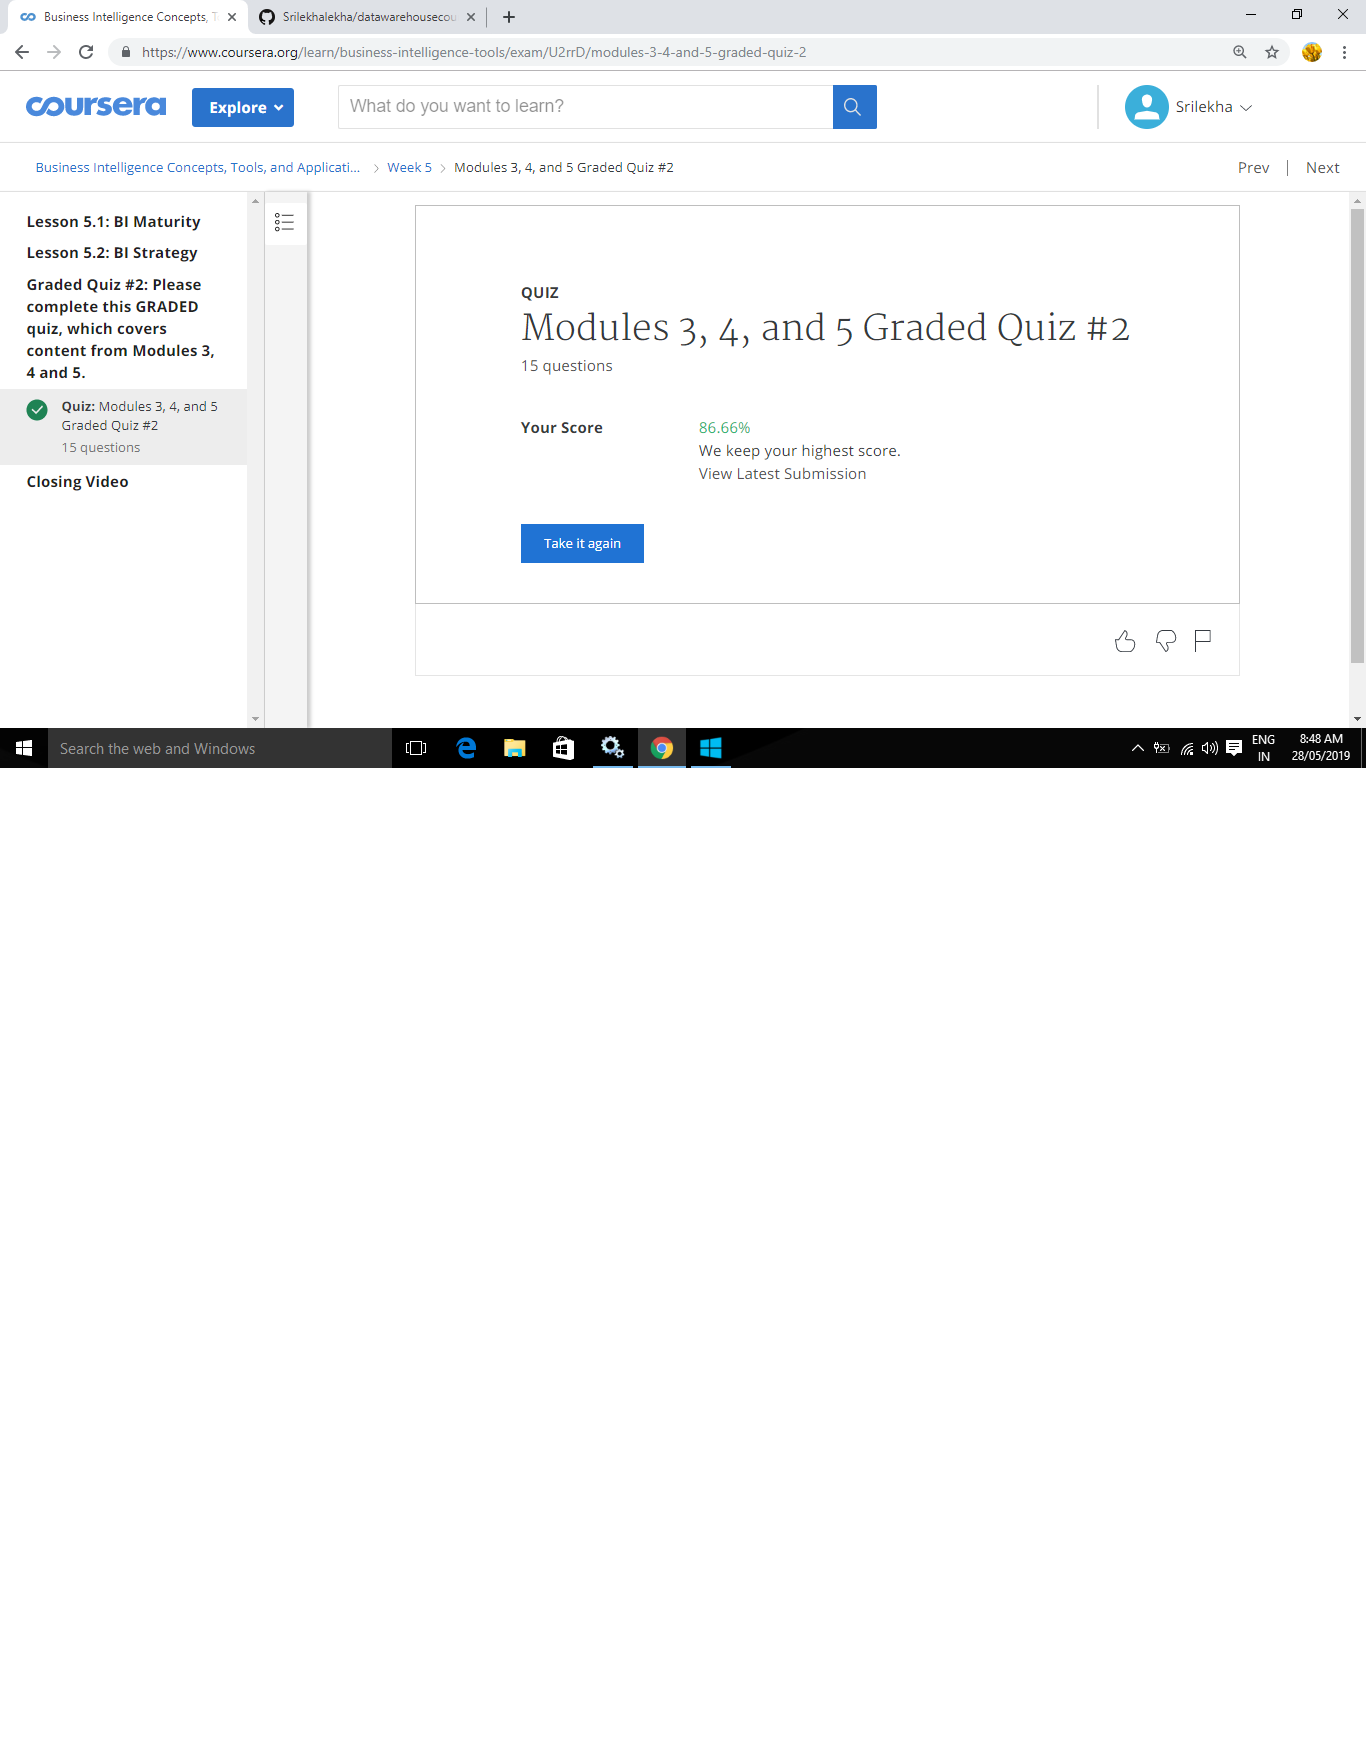 Business Intelligence Concepts, T
Srilekhalekha/datawarehousecou
https://www.coursera.org/learn/business-intelligence-tools/exam/U2rrD/modules-3-4-and-5-graded-quiz-2
coursera
Explore
What do you want to learn?
Srilekha
Business Intelligence Concepts, Tools, and Applicati...
Week 5
Modules 3, 4, and 5 Graded Quiz #2
Prev
Next
Lesson 5.1: BI Maturity
Lesson 5.2: BI Strategy
Graded Quiz #2: Please
complete this GRADED
quiz, which covers
content from Modules 3,
4 and 5.
Quiz: Modules 3, 4, and 5
Graded Quiz #2
15 questions
Closing Video
QUIZ
Modules 3, 4, and 5 Graded Quiz #2
15 questions
Your Score
86.66%
We keep your highest score.
View Latest Submission
Take it again
Search the web and Windows
ENG
IN
8:48 AM
28/05/2019